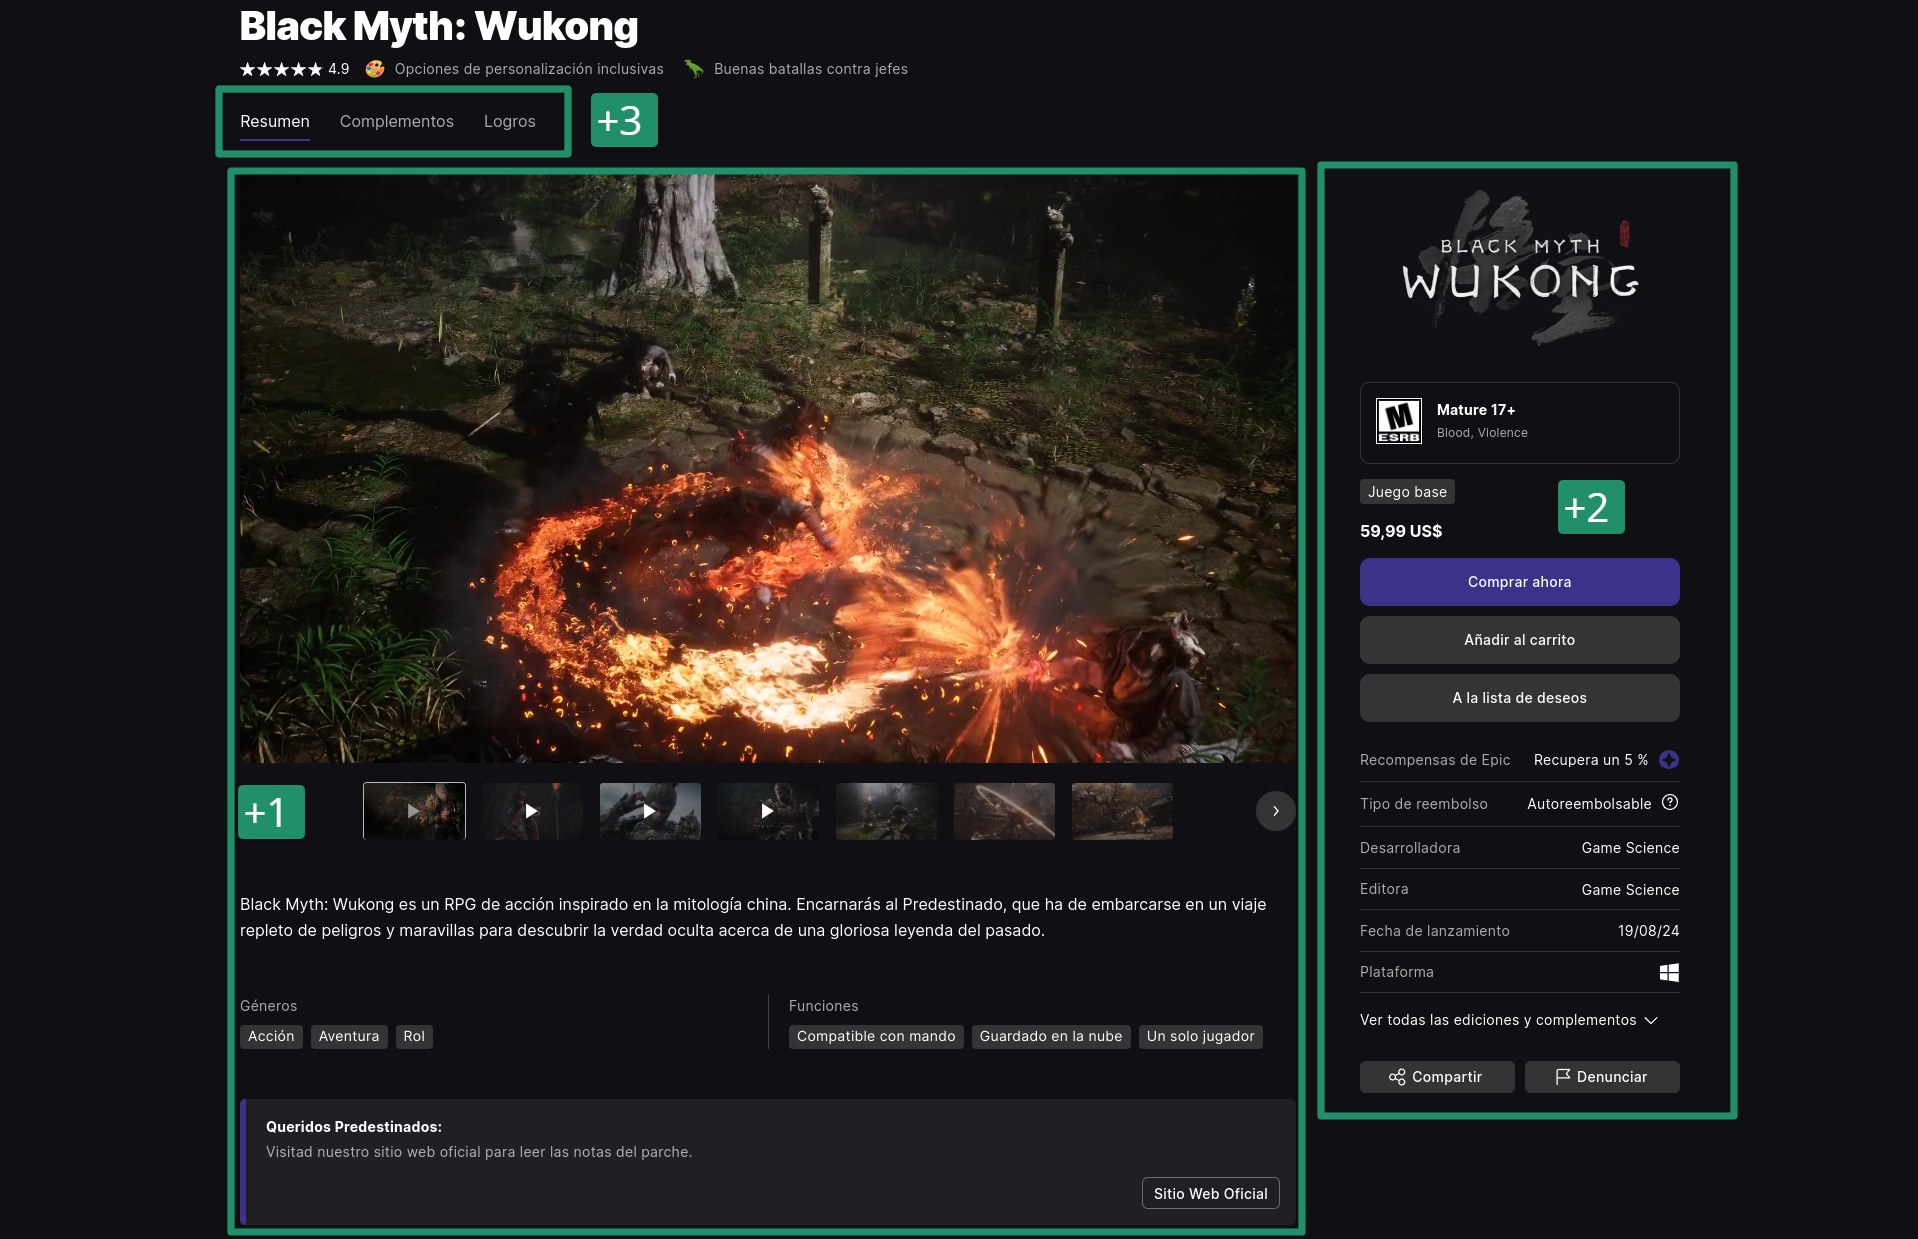 Black Myth: Wukong
4.9 Opciones de personalización inclusivas Buenas batallas contra jefes
Resumen Complementos Logros
+3
+1
Black Myth: Wukong es un RPG de acción inspirado en la mitología china. Encarnarás al Predestinado, que ha de embarcarse en un viaje
repleto de peligros y maravillas para descubrir la verdad oculta acerca de una gloriosa leyenda del pasado.
Géneros
Acción Aventura Rol
Funciones
Compatible con mando Guardado en la nube Un solo jugador
Queridos Predestinados:
Visitad nuestro sitio web oficial para leer las notas del parche.
Sitio Web Oficial
BLACK MYTH
WUKONG
M
ESRB
Mature 17+
Blood, Violence
Juego base
+2
59,99 US$
Comprar ahora
Añadir al carrito
A la lista de deseos
Recompensas de Epic Recupera un 5 %
Tipo de reembolso Autoreembolsable
Desarrolladora Game Science
Editora Game Science
Fecha de lanzamiento 19/08/24
Plataforma
Ver todas las ediciones y complementos
Compartir Denunciar